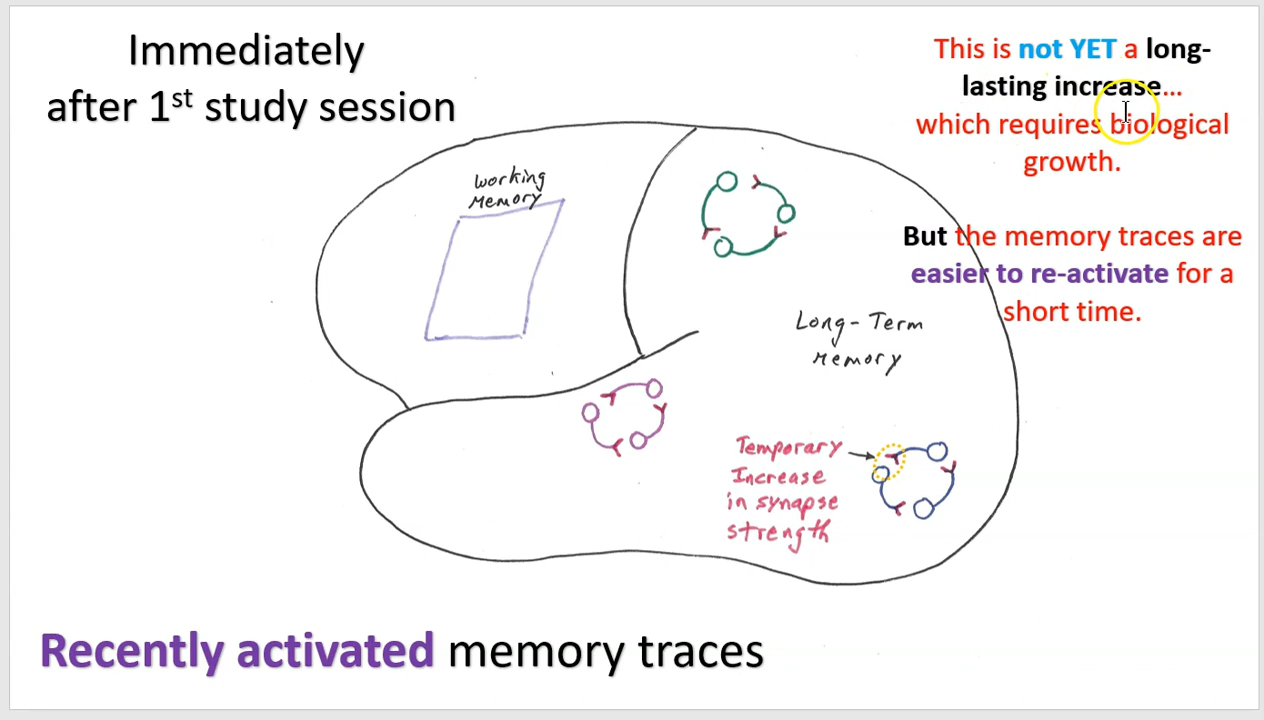 Immediately
after 1st study session
This is not YET a long-
lasting increase...
which requires biological
growth.
But the memory traces are
easier to re-activate for a
short time.
Working
Memory
Long-Term
Memory
Temporary
Increase
in synapse
strength
Recently activated memory traces